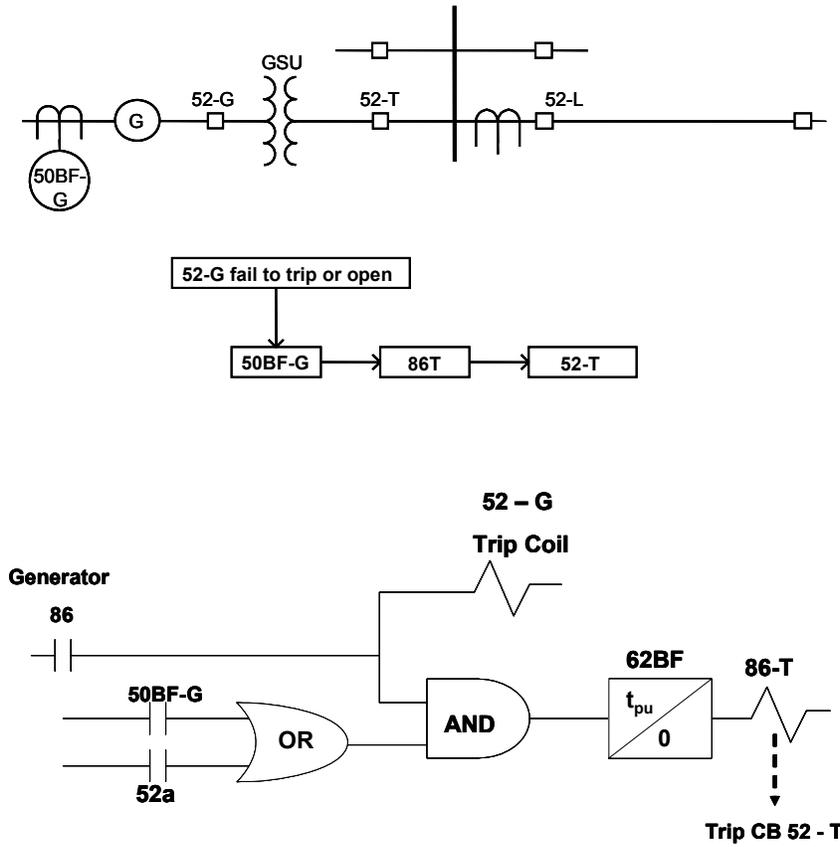 GSU
52-G
52-T
52-L
G
50BF-
G
52-G fail to trip or open
50BF-G
86T
52-T
52 – G
Trip Coil
Generator
86
50BF-G
OR
52a
AND
62BF
tpu
0
86-T
Trip CB 52 - T